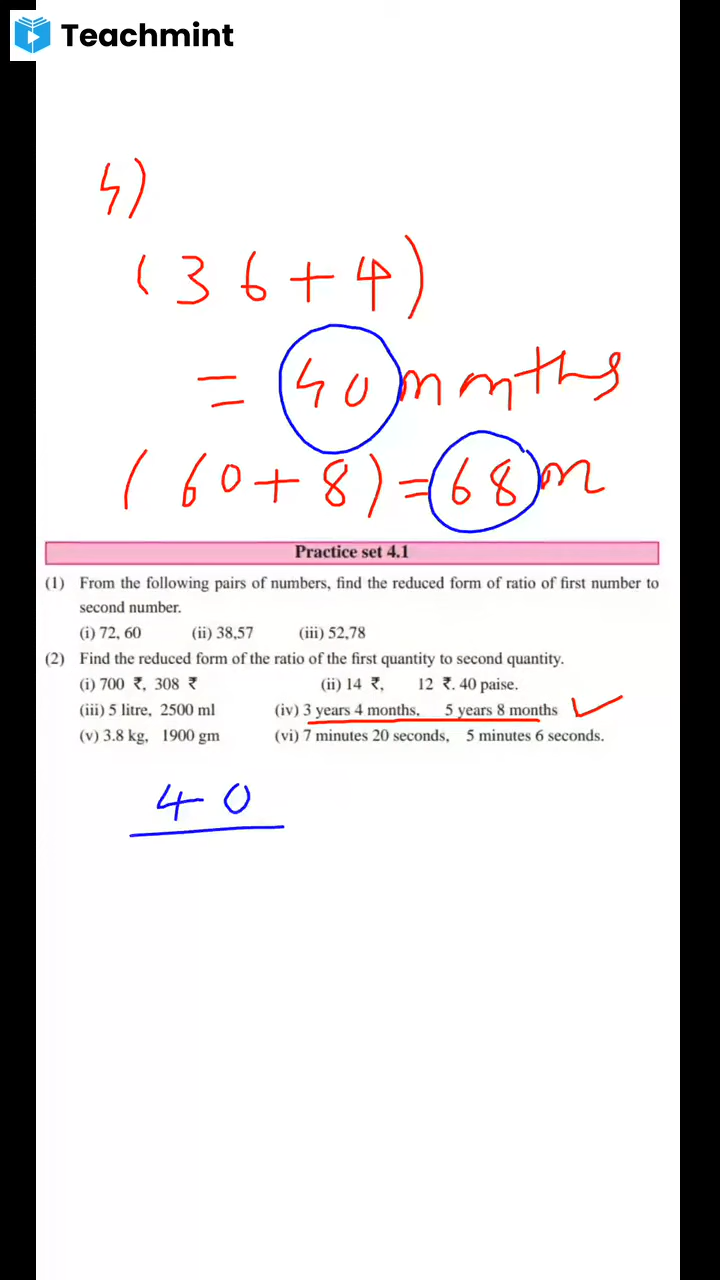 Teachmint
4)
(36+4)
= 40 months
(60+8)=68m
Practice set 4.1
(1) From the following pairs of numbers, find the reduced form of ratio of first number to
second number.
(i) 72, 60 (ii) 38,57 (iii) 52,78
(2) Find the reduced form of the ratio of the first quantity to second quantity.
(i) 700 ₹, 308 ₹ (ii) 14 ₹, 12 ₹. 40 paise.
(iii) 5 litre, 2500 ml (iv) 3 years 4 months, 5 years 8 months
(v) 3.8 kg, 1900 gm (vi) 7 minutes 20 seconds, 5 minutes 6 seconds.
40